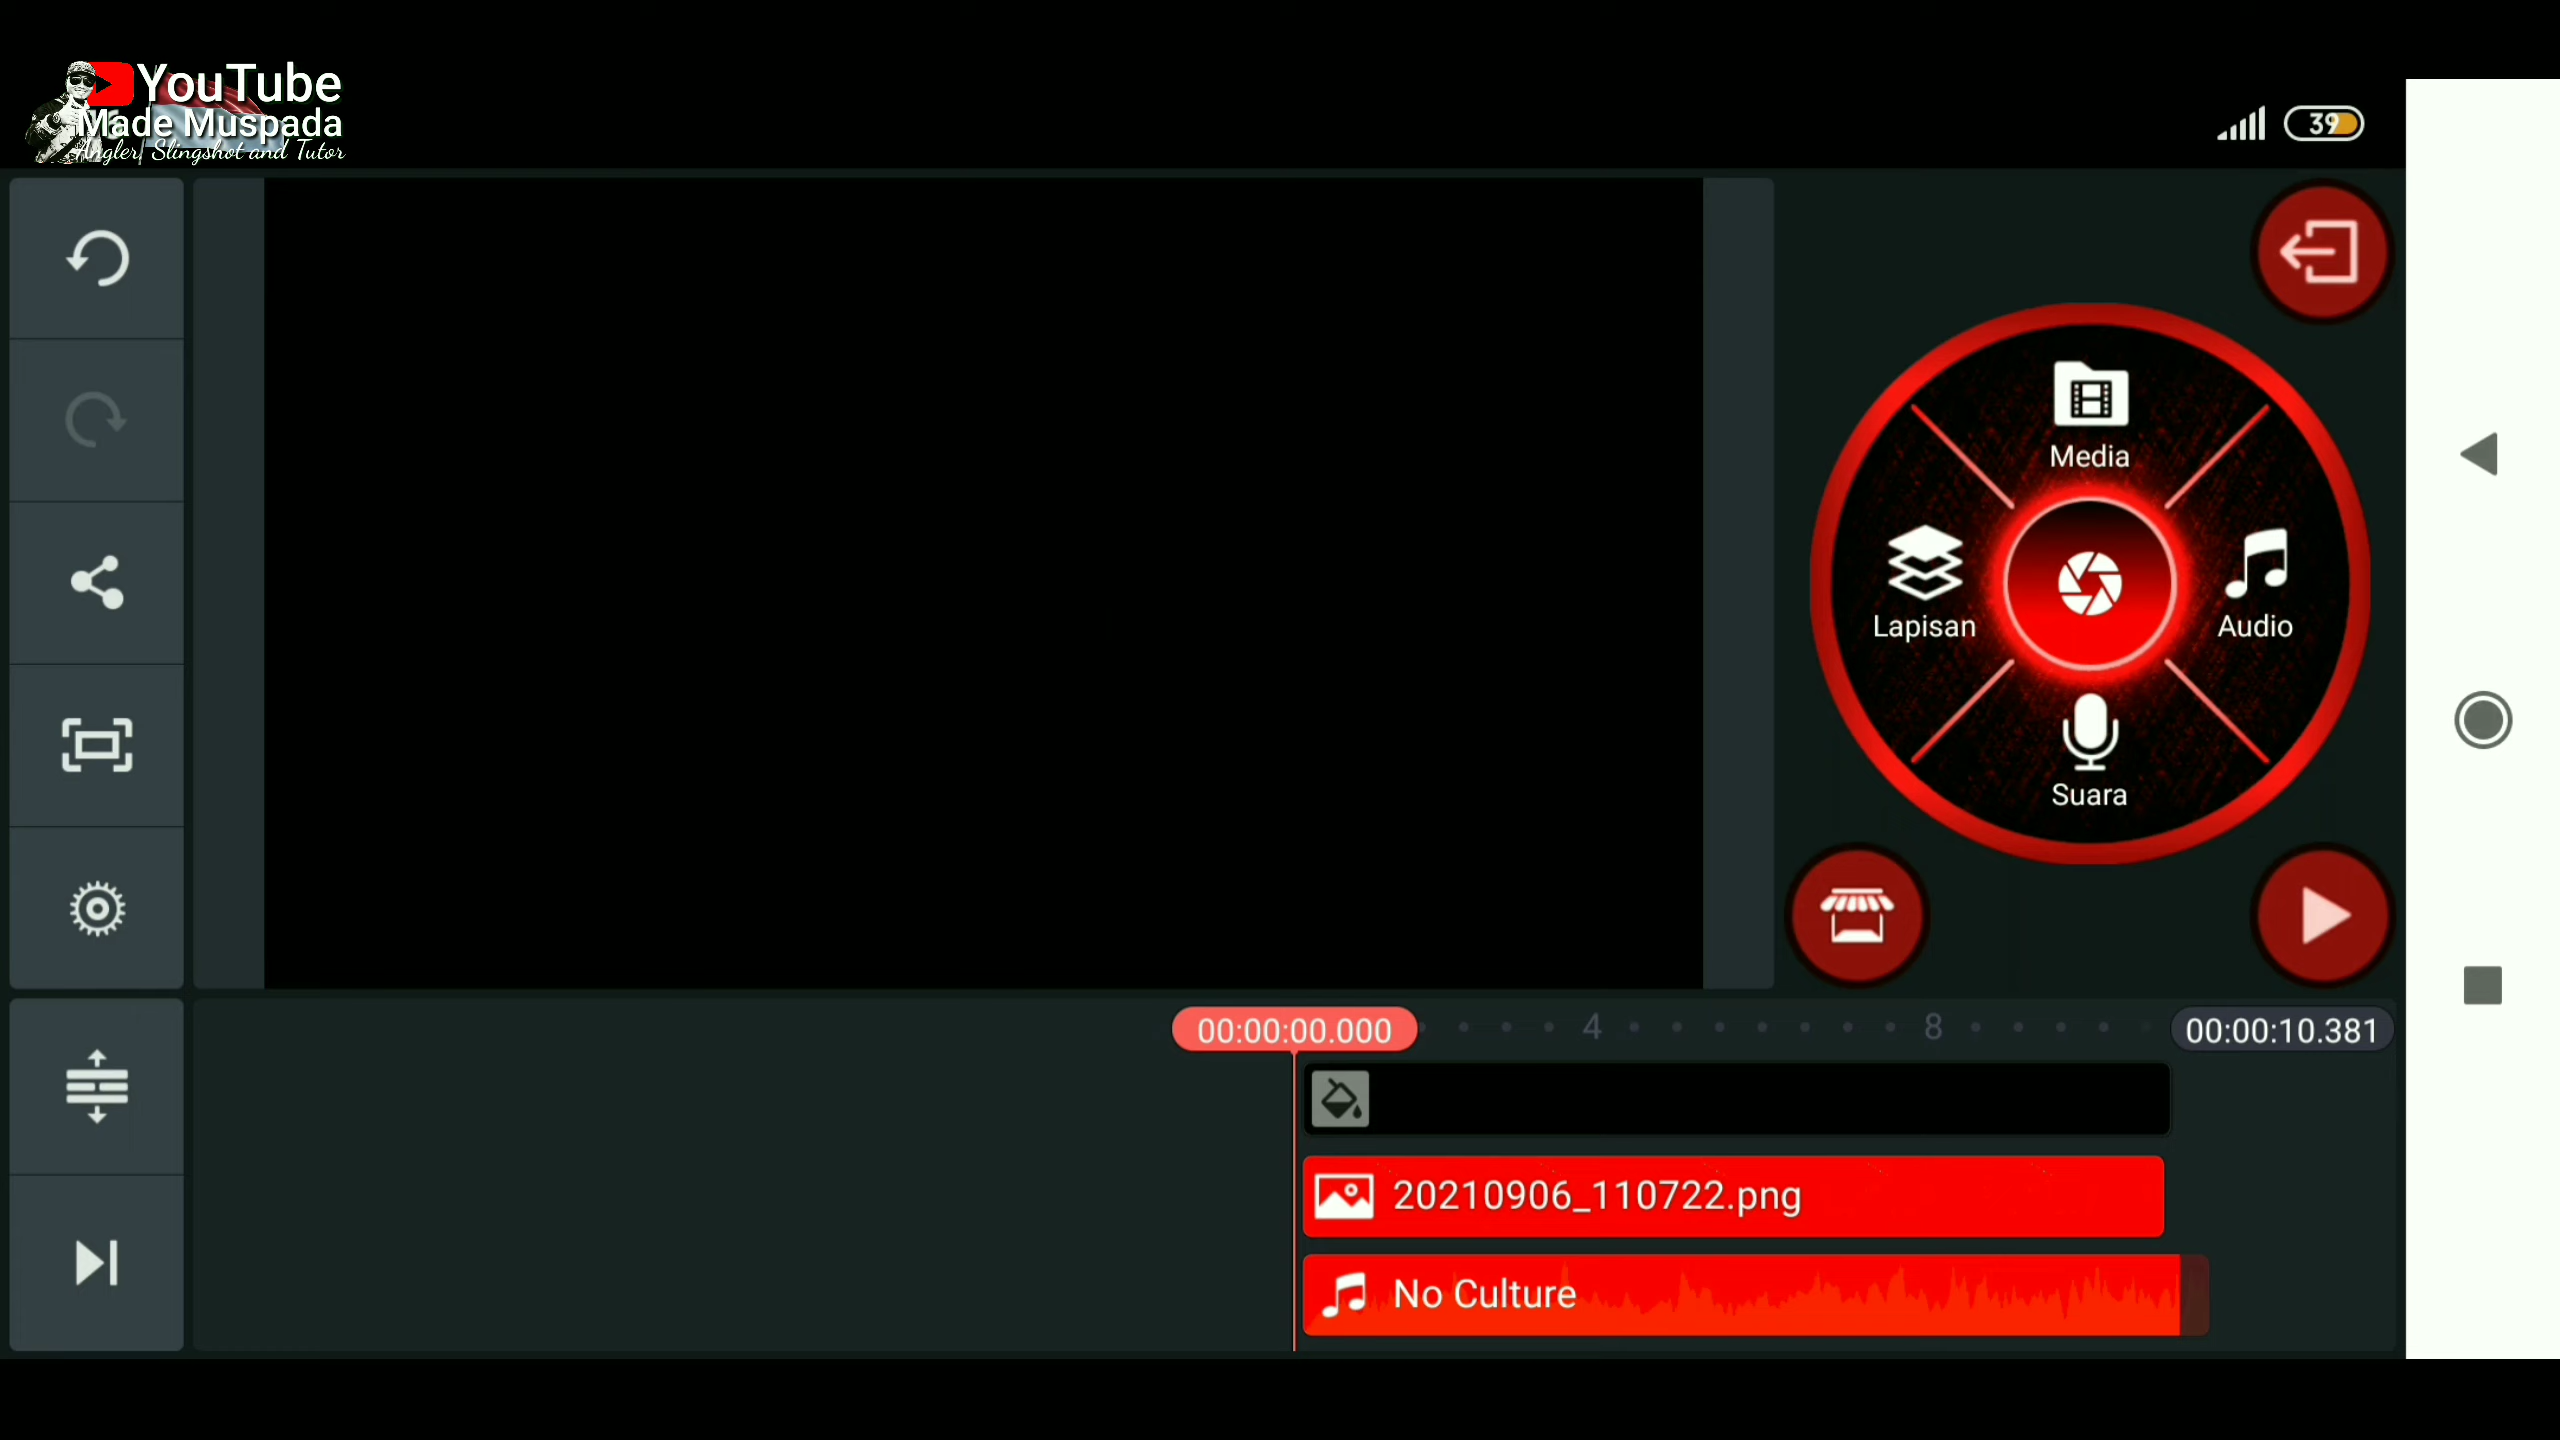 YouTube
Made Muspada
Angler, Slingshot and Tutor
39
Media
Lapisan
Audio
Suara
00:00:00.000
4
8
00:00:10.381
20210906_110722.png
No Culture